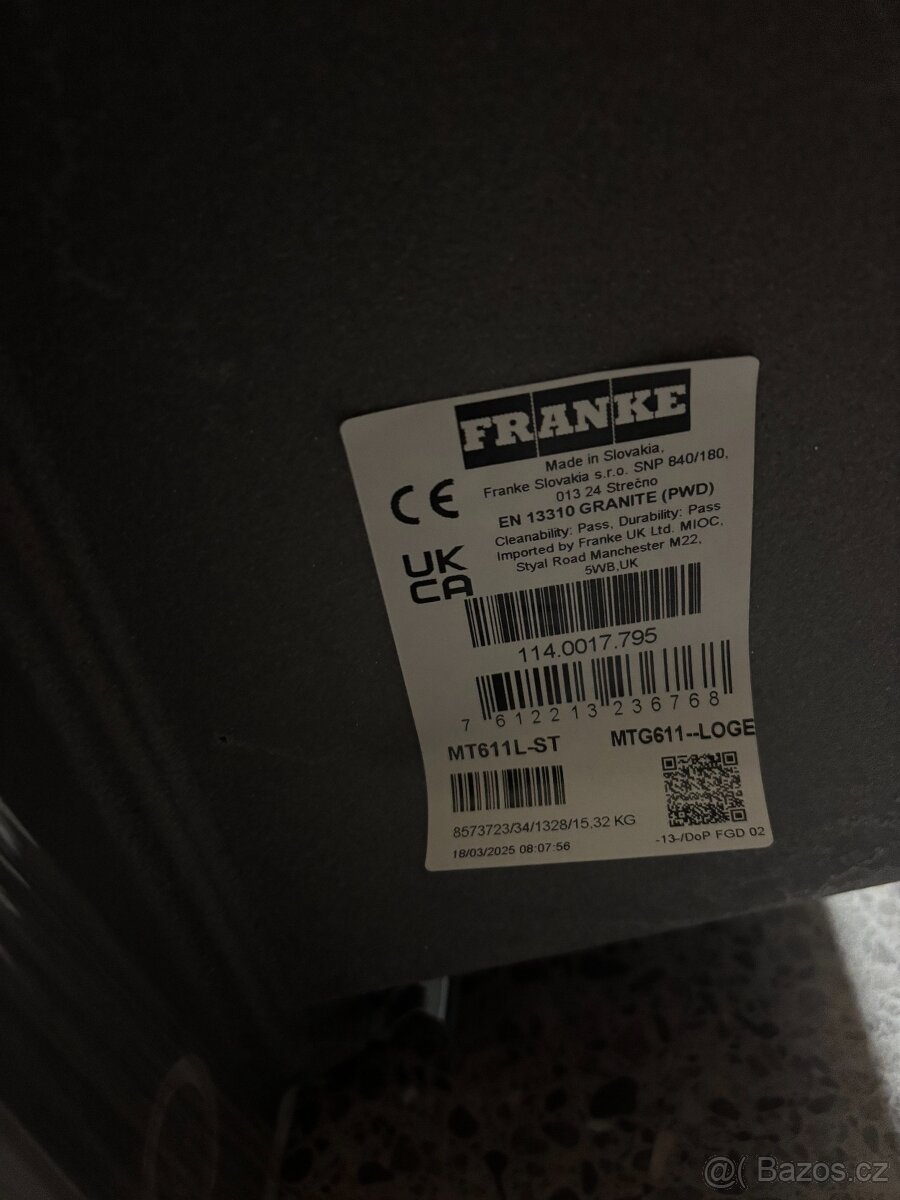 FRANKE
Made in Slovakia,
Franke Slovakia s.r.o. SNP 840/180,
013 24 Strečno
EN 13310 GRANITE (PWD)
Cleanability: Pass, Durability: Pass
Imported by Franke UK Ltd. MIOC,
Styal Road Manchester M22,
5WB,UK
CE
UK
CA
114.0017.795
7 612213 236768
MT611L-ST
MTG611--LOGE
8573723/34/1328/15,32 KG
18/03/2025 08:07:56
-13-/DoP FGD 02
@( Bazos.cz